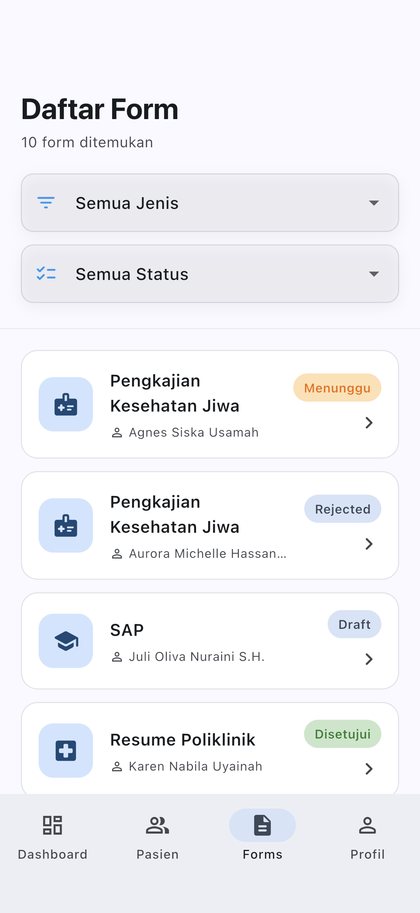 Daftar Form
10 form ditemukan
Semua Jenis
Semua Status
Pengkajian
Kesehatan Jiwa
Menunggu
Agnes Siska Usamah
Pengkajian
Kesehatan Jiwa
Rejected
Aurora Michelle Hassan...
SAP
Draft
Juli Oliva Nuraini S.H.
Resume Poliklinik
Disetujui
Karen Nabila Uyainah
Dashboard
Pasien
Forms
Profil